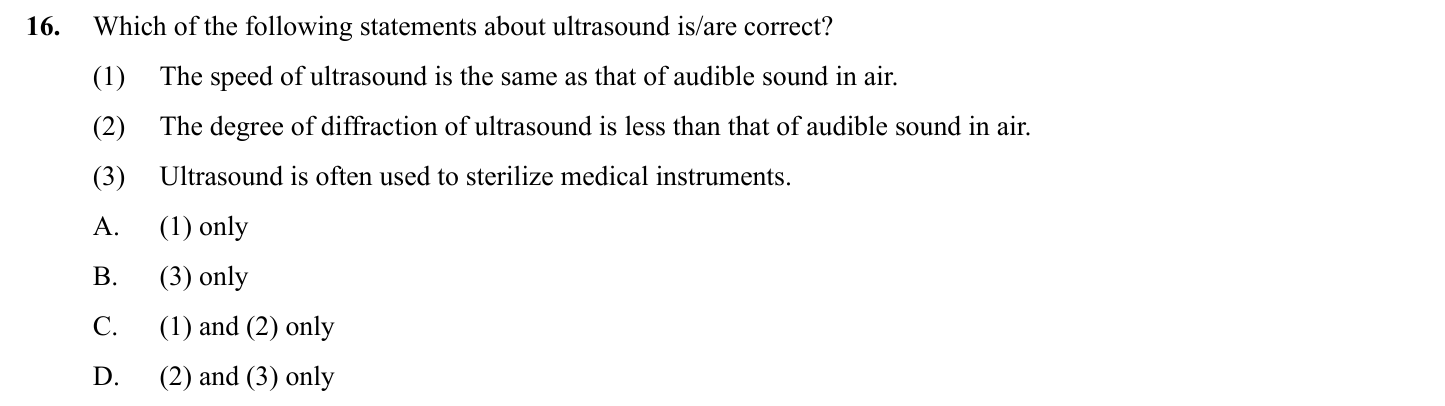 16. Which of the following statements about ultrasound is/are correct?
(1) The speed of ultrasound is the same as that of audible sound in air.
(2) The degree of diffraction of ultrasound is less than that of audible sound in air.
(3) Ultrasound is often used to sterilize medical instruments.
A. (1) only
B. (3) only
C. (1) and (2) only
D. (2) and (3) only